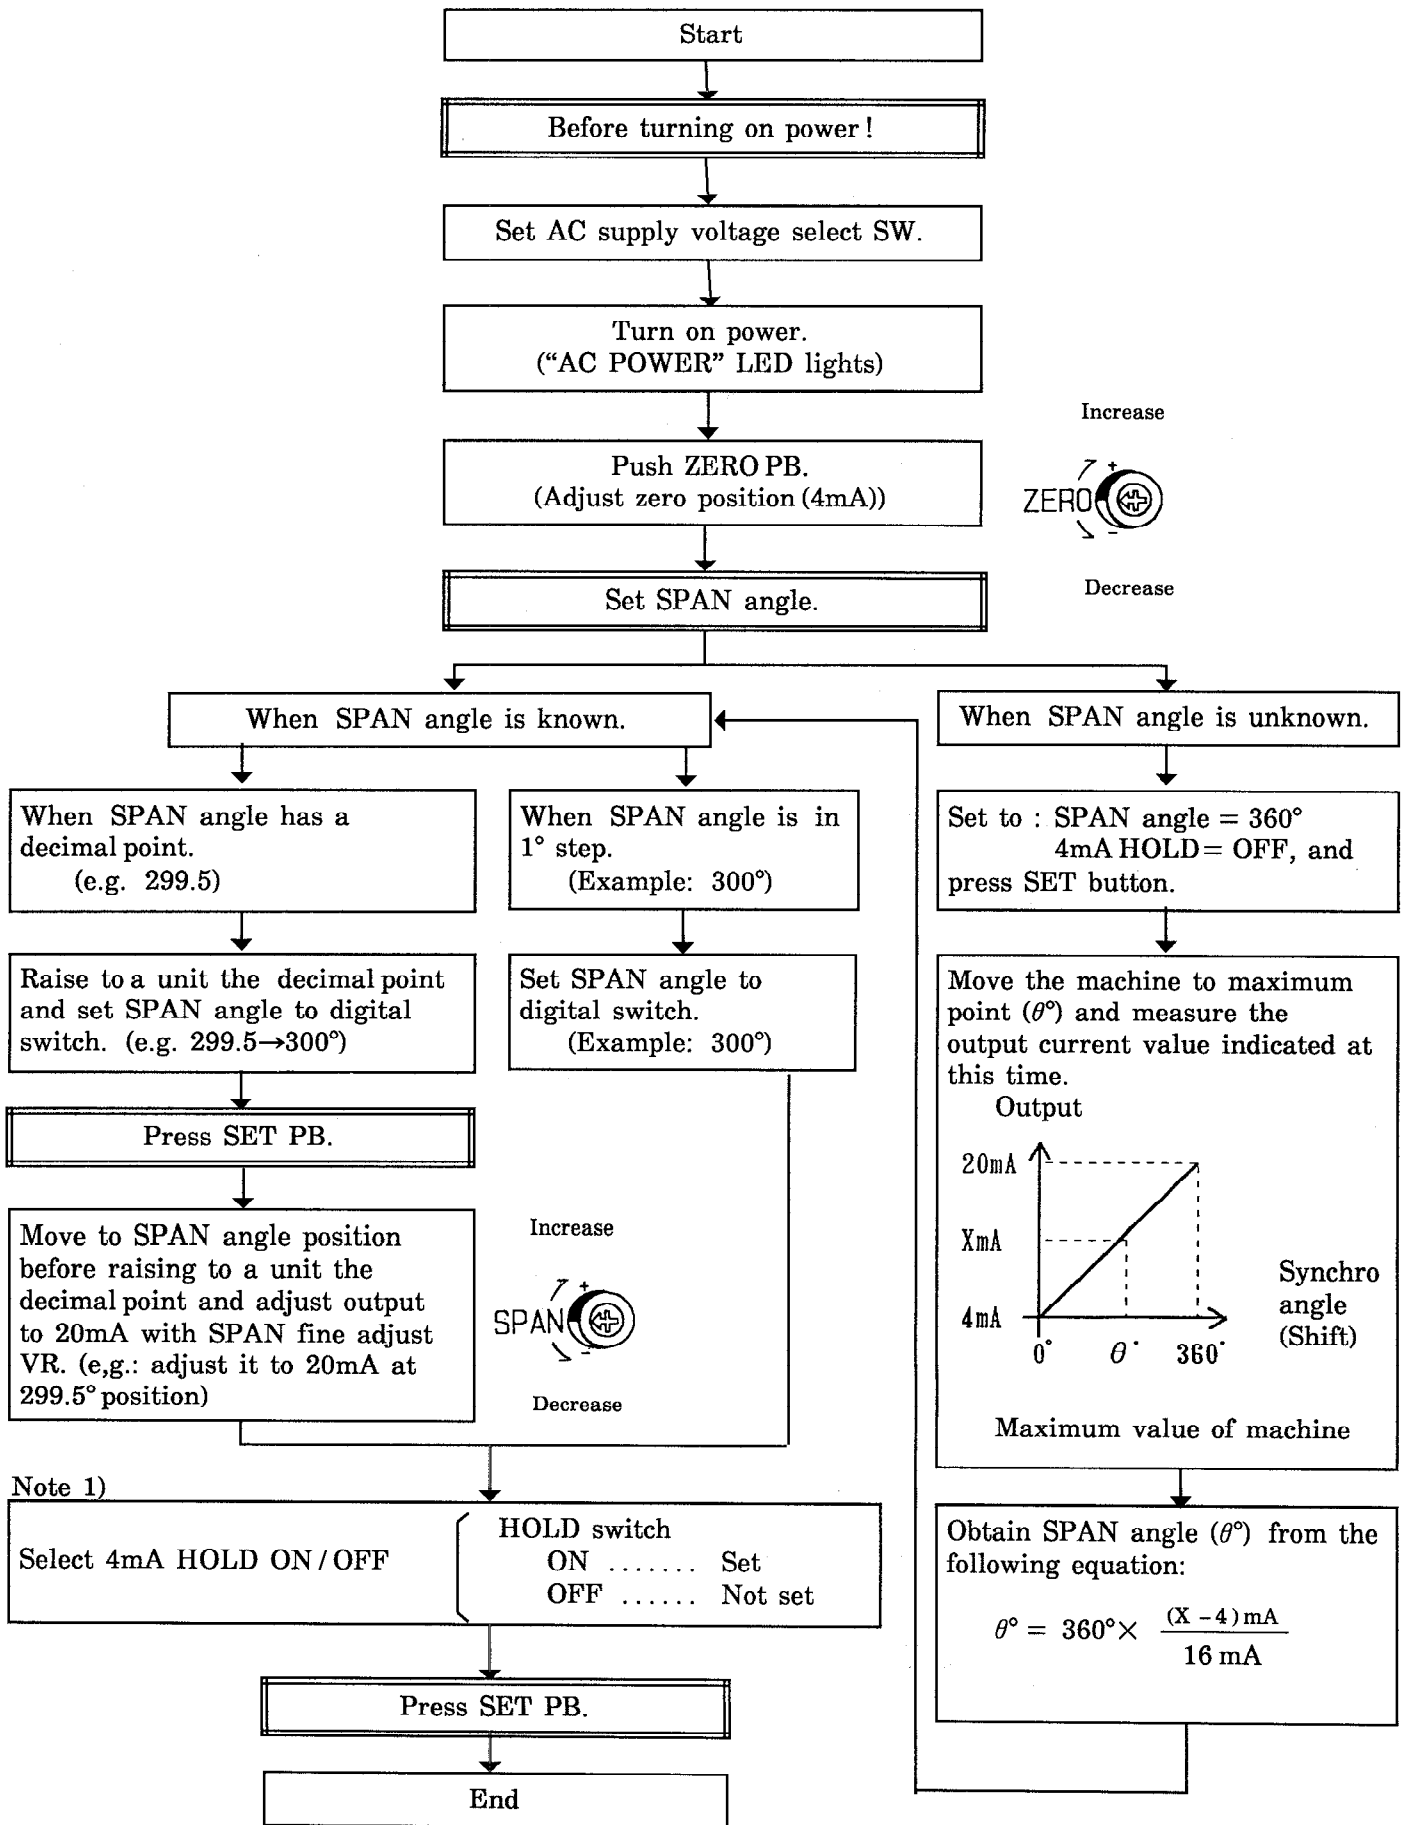 Start
Before turning on power !
Set AC supply voltage select SW.
Turn on power.
(“AC POWER” LED lights)
Push ZERO PB.
(Adjust zero position (4mA))
Increase
+
ZERO
-
Decrease
Set SPAN angle.
When SPAN angle is known.
When SPAN angle is unknown.
When SPAN angle has a
decimal point.
(e.g. 299.5)
When SPAN angle is in
1° step.
(Example: 300°)
Set to : SPAN angle = 360°
4mA HOLD= OFF, and
press SET button.
Raise to a unit the decimal point
and set SPAN angle to digital
switch. (e.g. 299.5→300°)
Set SPAN angle to
digital switch.
(Example: 300°)
Press SET PB.
Move to SPAN angle position
before raising to a unit the
decimal point and adjust output
to 20mA with SPAN fine adjust
VR. (e,g.: adjust it to 20mA at
299.5° position)
Increase
+
SPAN
-
Decrease
Move the machine to maximum
point (θ°) and measure the
output current value indicated at
this time.
Output
20mA
XmA
4mA
0° θ° 360°
Synchro
angle
(Shift)
Maximum value of machine
Obtain SPAN angle (θ°) from the
following equation:
θ° = 360°× (X -4)mA
16 mA
Note 1)
Select 4mA HOLD ON / OFF
HOLD switch
ON ....... Set
OFF ...... Not set
Press SET PB.
End